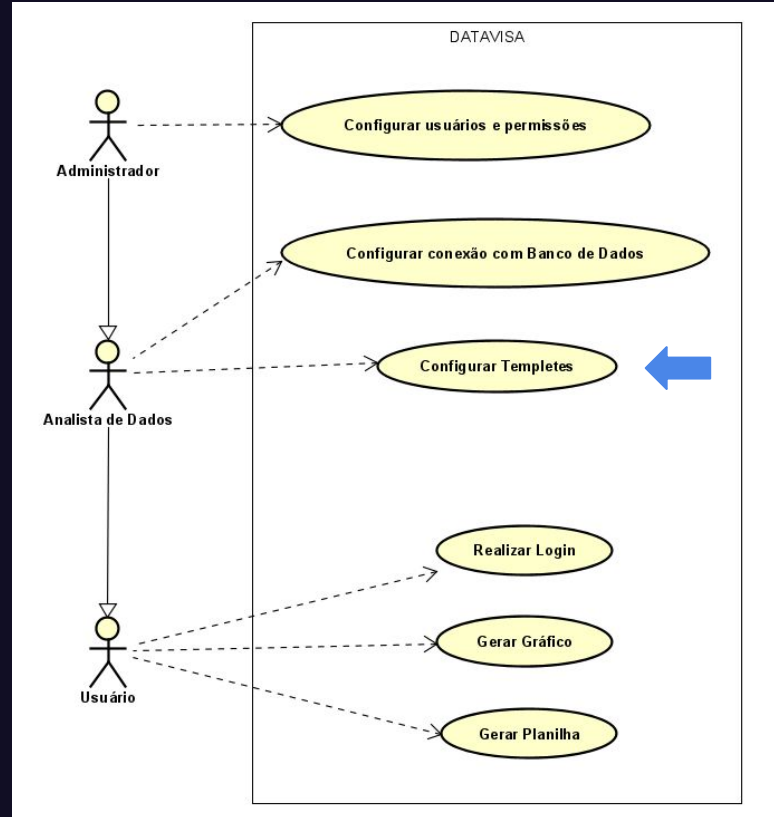 DATAVISA
Configurar usuários e permissões
Administrador
Configurar conexão com Banco de Dados
Configurar Templetes
Analista de Dados
Realizar Login
Gerar Gráfico
Usuário
Gerar Planilha